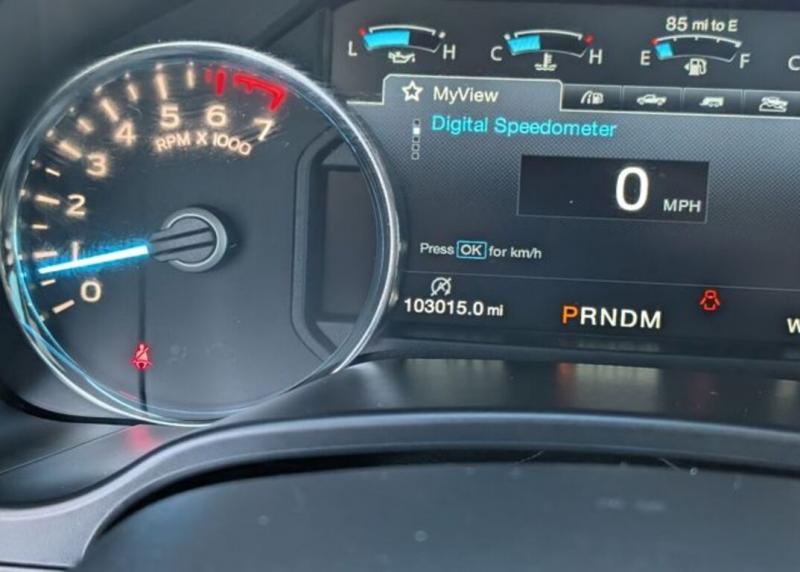 85 mi to E
L H
C H
E F
C
MyView
Digital Speedometer
0 MPH
Press OK for km/h
103015.0 mi
PRNDM
W
0
1
2
3
4
5
6
7
RPM X 1000